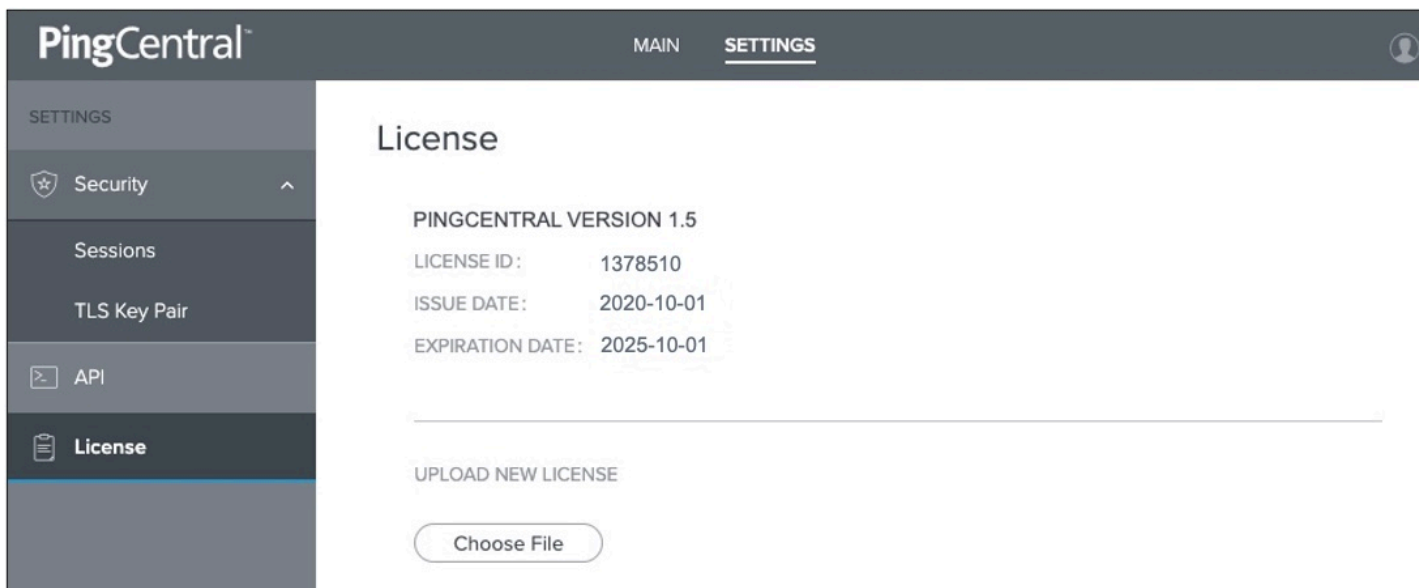 PingCentral™
MAIN SETTINGS
SETTINGS
Security
Sessions
TLS Key Pair
API
License
License
PINGCENTRAL VERSION 1.5
LICENSE ID: 1378510
ISSUE DATE: 2020-10-01
EXPIRATION DATE: 2025-10-01
UPLOAD NEW LICENSE
Choose File